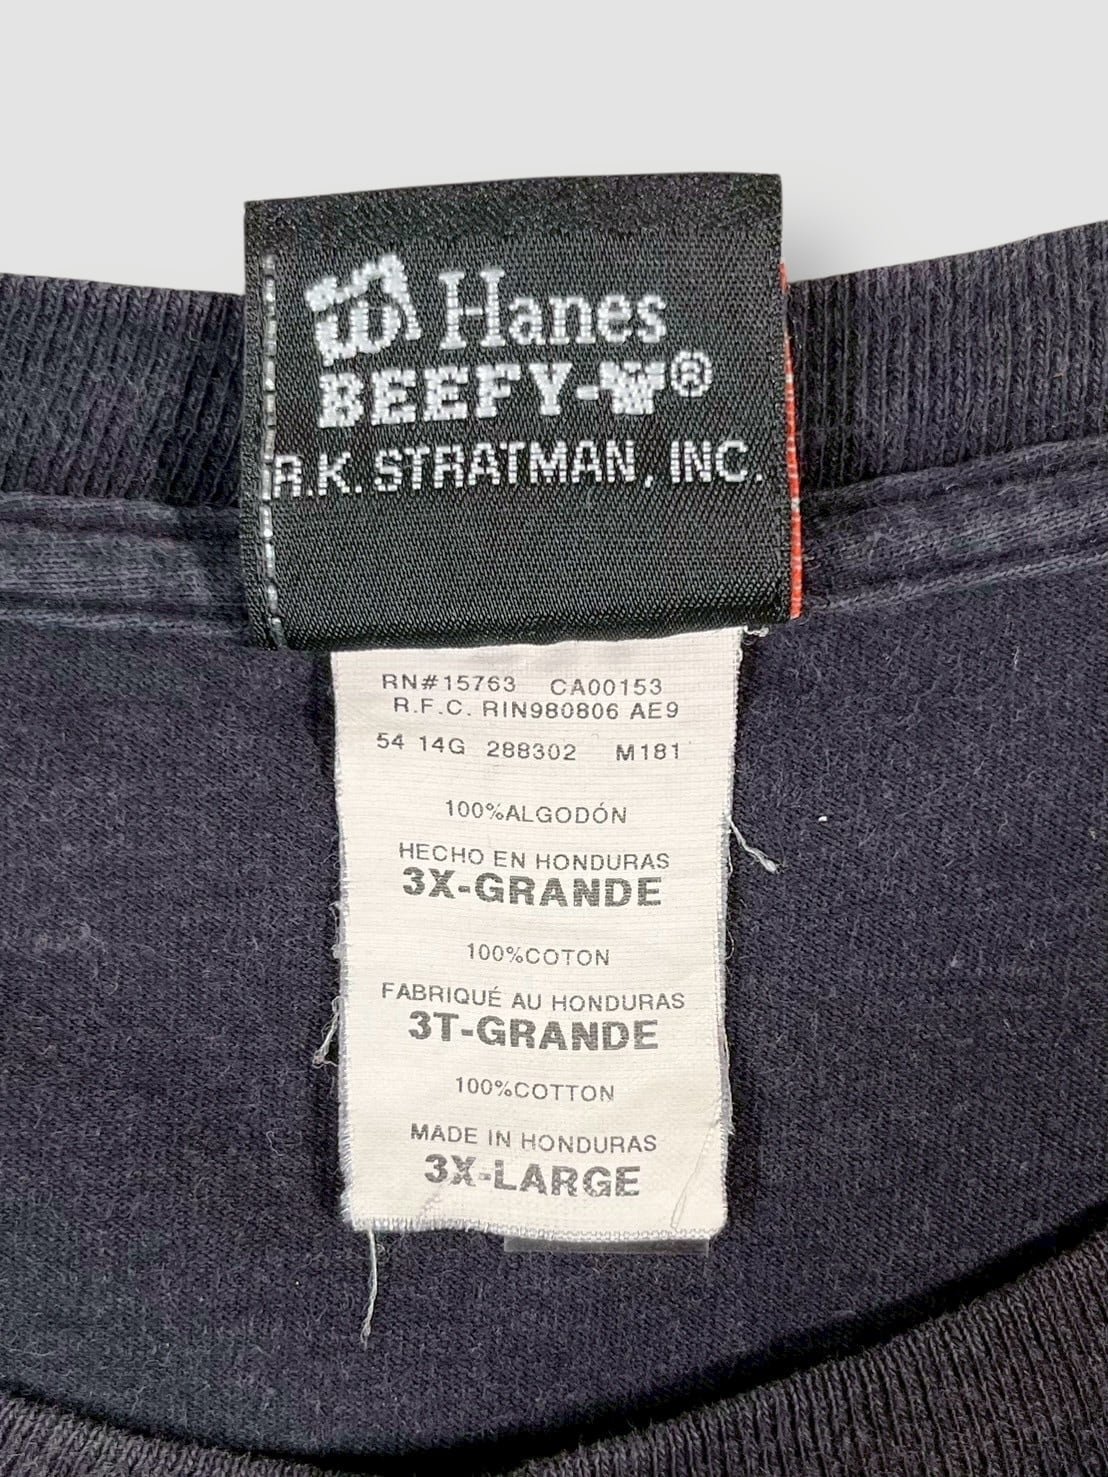 Hanes
BEEFY-T®
R.K. STRATMAN, INC.
RN#15763 CA00153
R.F.C. RIN980806 AE9
54 14G 288302 M181
100%ALGODÓN
HECHO EN HONDURAS
3X-GRANDE
100%COTON
FABRIQUÉ AU HONDURAS
3T-GRANDE
100%COTTON
MADE IN HONDURAS
3X-LARGE